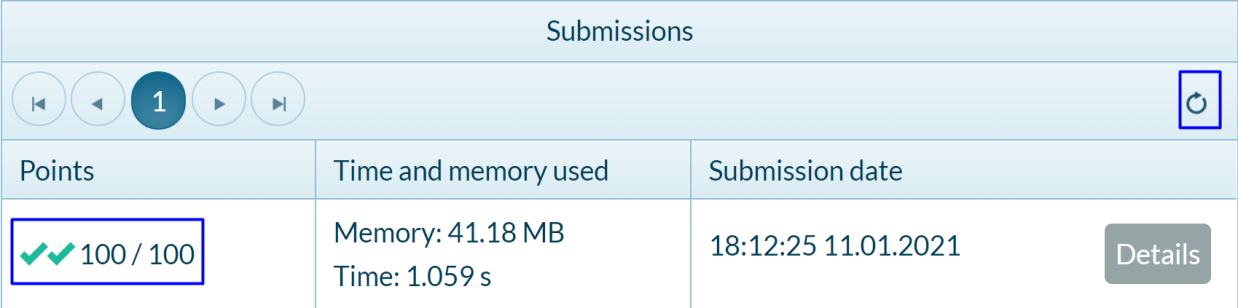 Submissions
1
Points Time and memory used Submission date
100 / 100 Memory: 41.18 MB 18:12:25 11.01.2021 Details
Time: 1.059 s